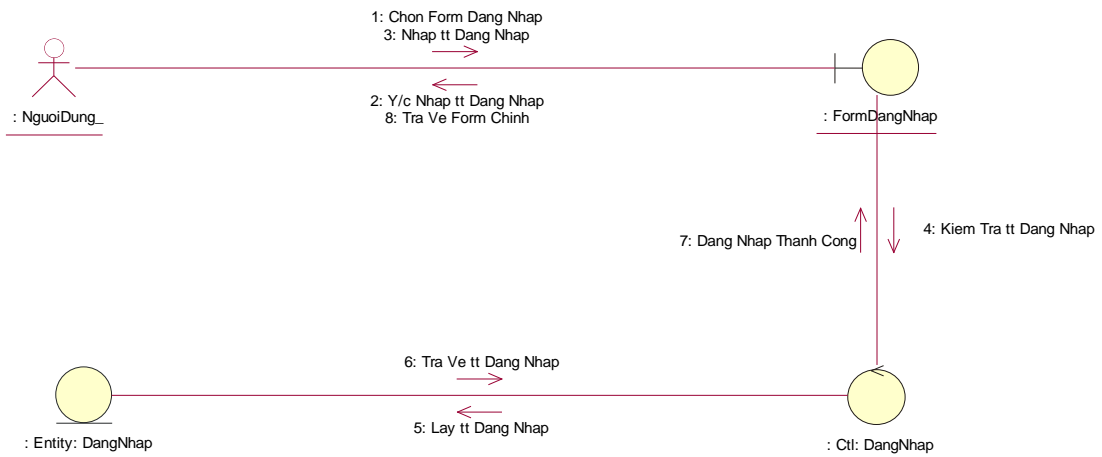 1: Chon Form Dang Nhap
3: Nhap tt Dang Nhap
2: Y/c Nhap tt Dang Nhap
8: Tra Ve Form Chinh
: NguoiDung_
: FormDangNhap
7: Dang Nhap Thanh Cong
4: Kiem Tra tt Dang Nhap
6: Tra Ve tt Dang Nhap
5: Lay tt Dang Nhap
: Entity: DangNhap
: Ctl: DangNhap